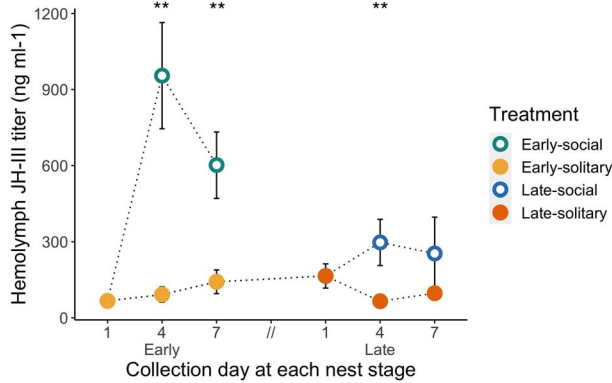 ** ** **
1200
900
600
300
0
Hemolymph JH-III titer (ng ml-1)
1 4 7 // 1 4 7
Early Late
Collection day at each nest stage
Treatment
Early-social
Early-solitary
Late-social
Late-solitary